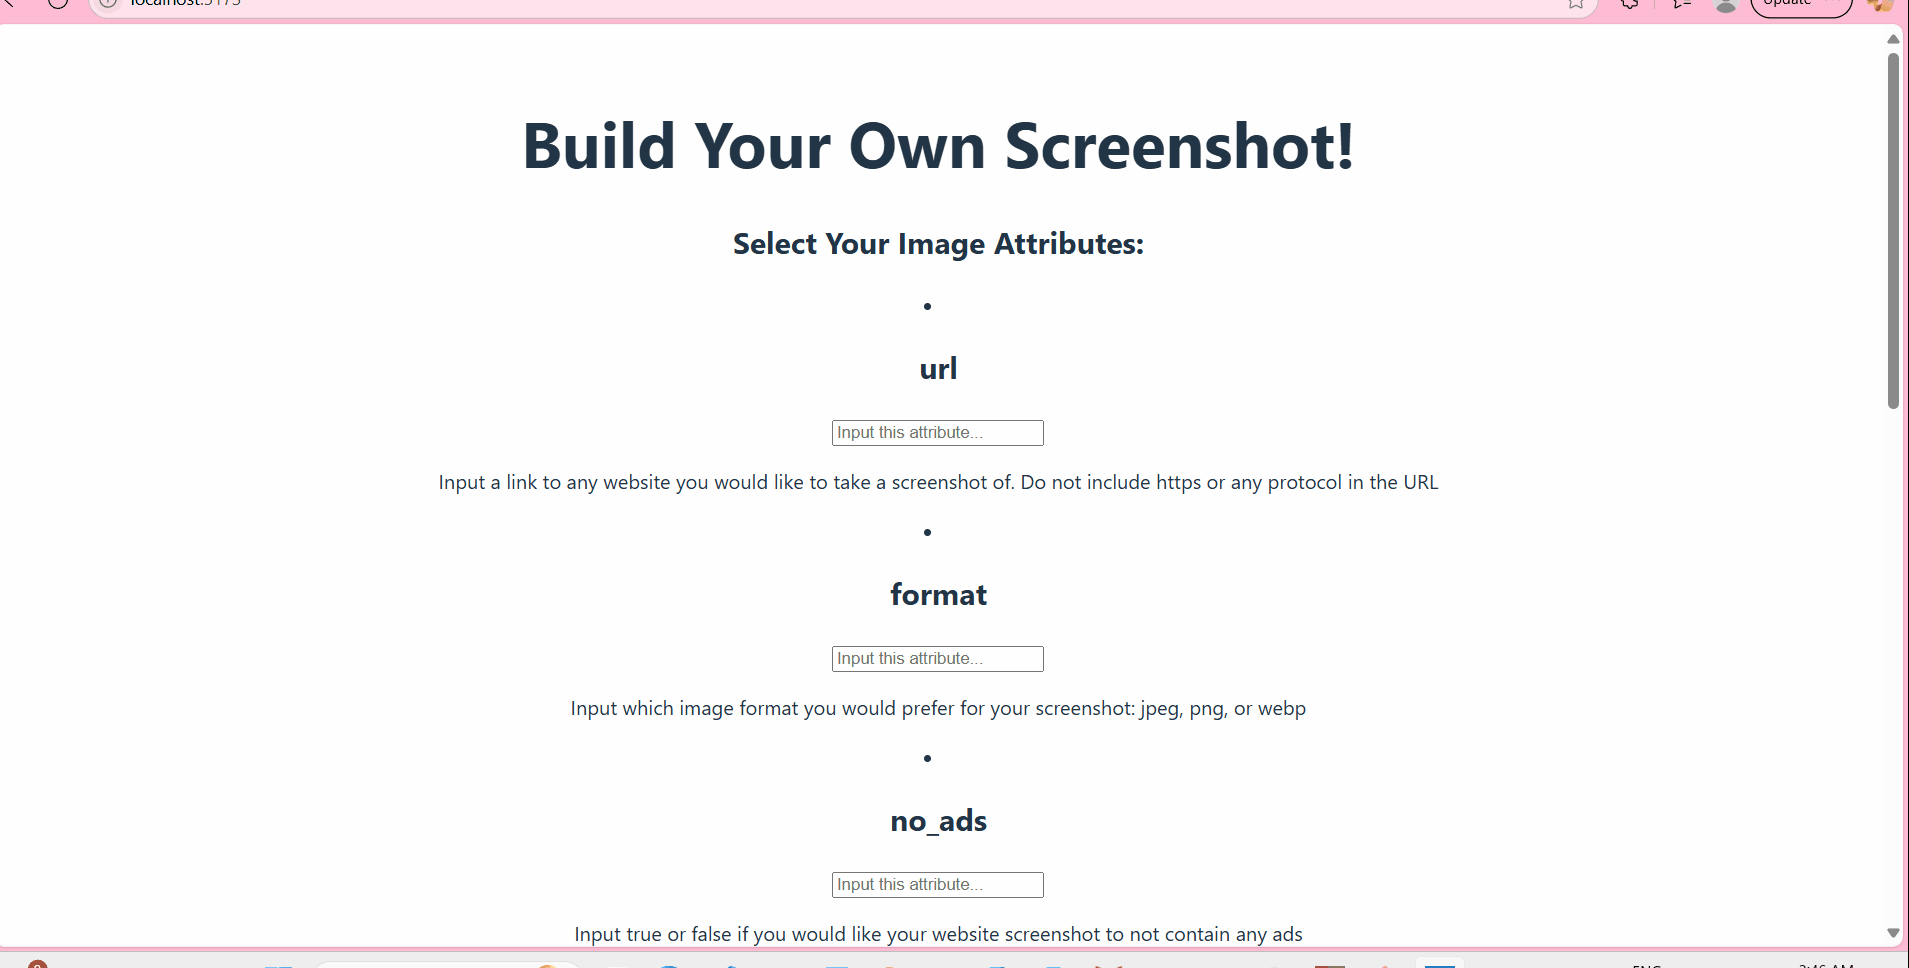 Build Your Own Screenshot!
Select Your Image Attributes:
url
Input this attribute...
Input a link to any website you would like to take a screenshot of. Do not include https or any protocol in the URL
format
Input this attribute...
Input which image format you would prefer for your screenshot: jpeg, png, or webp
no_ads
Input this attribute...
Input true or false if you would like your website screenshot to not contain any ads